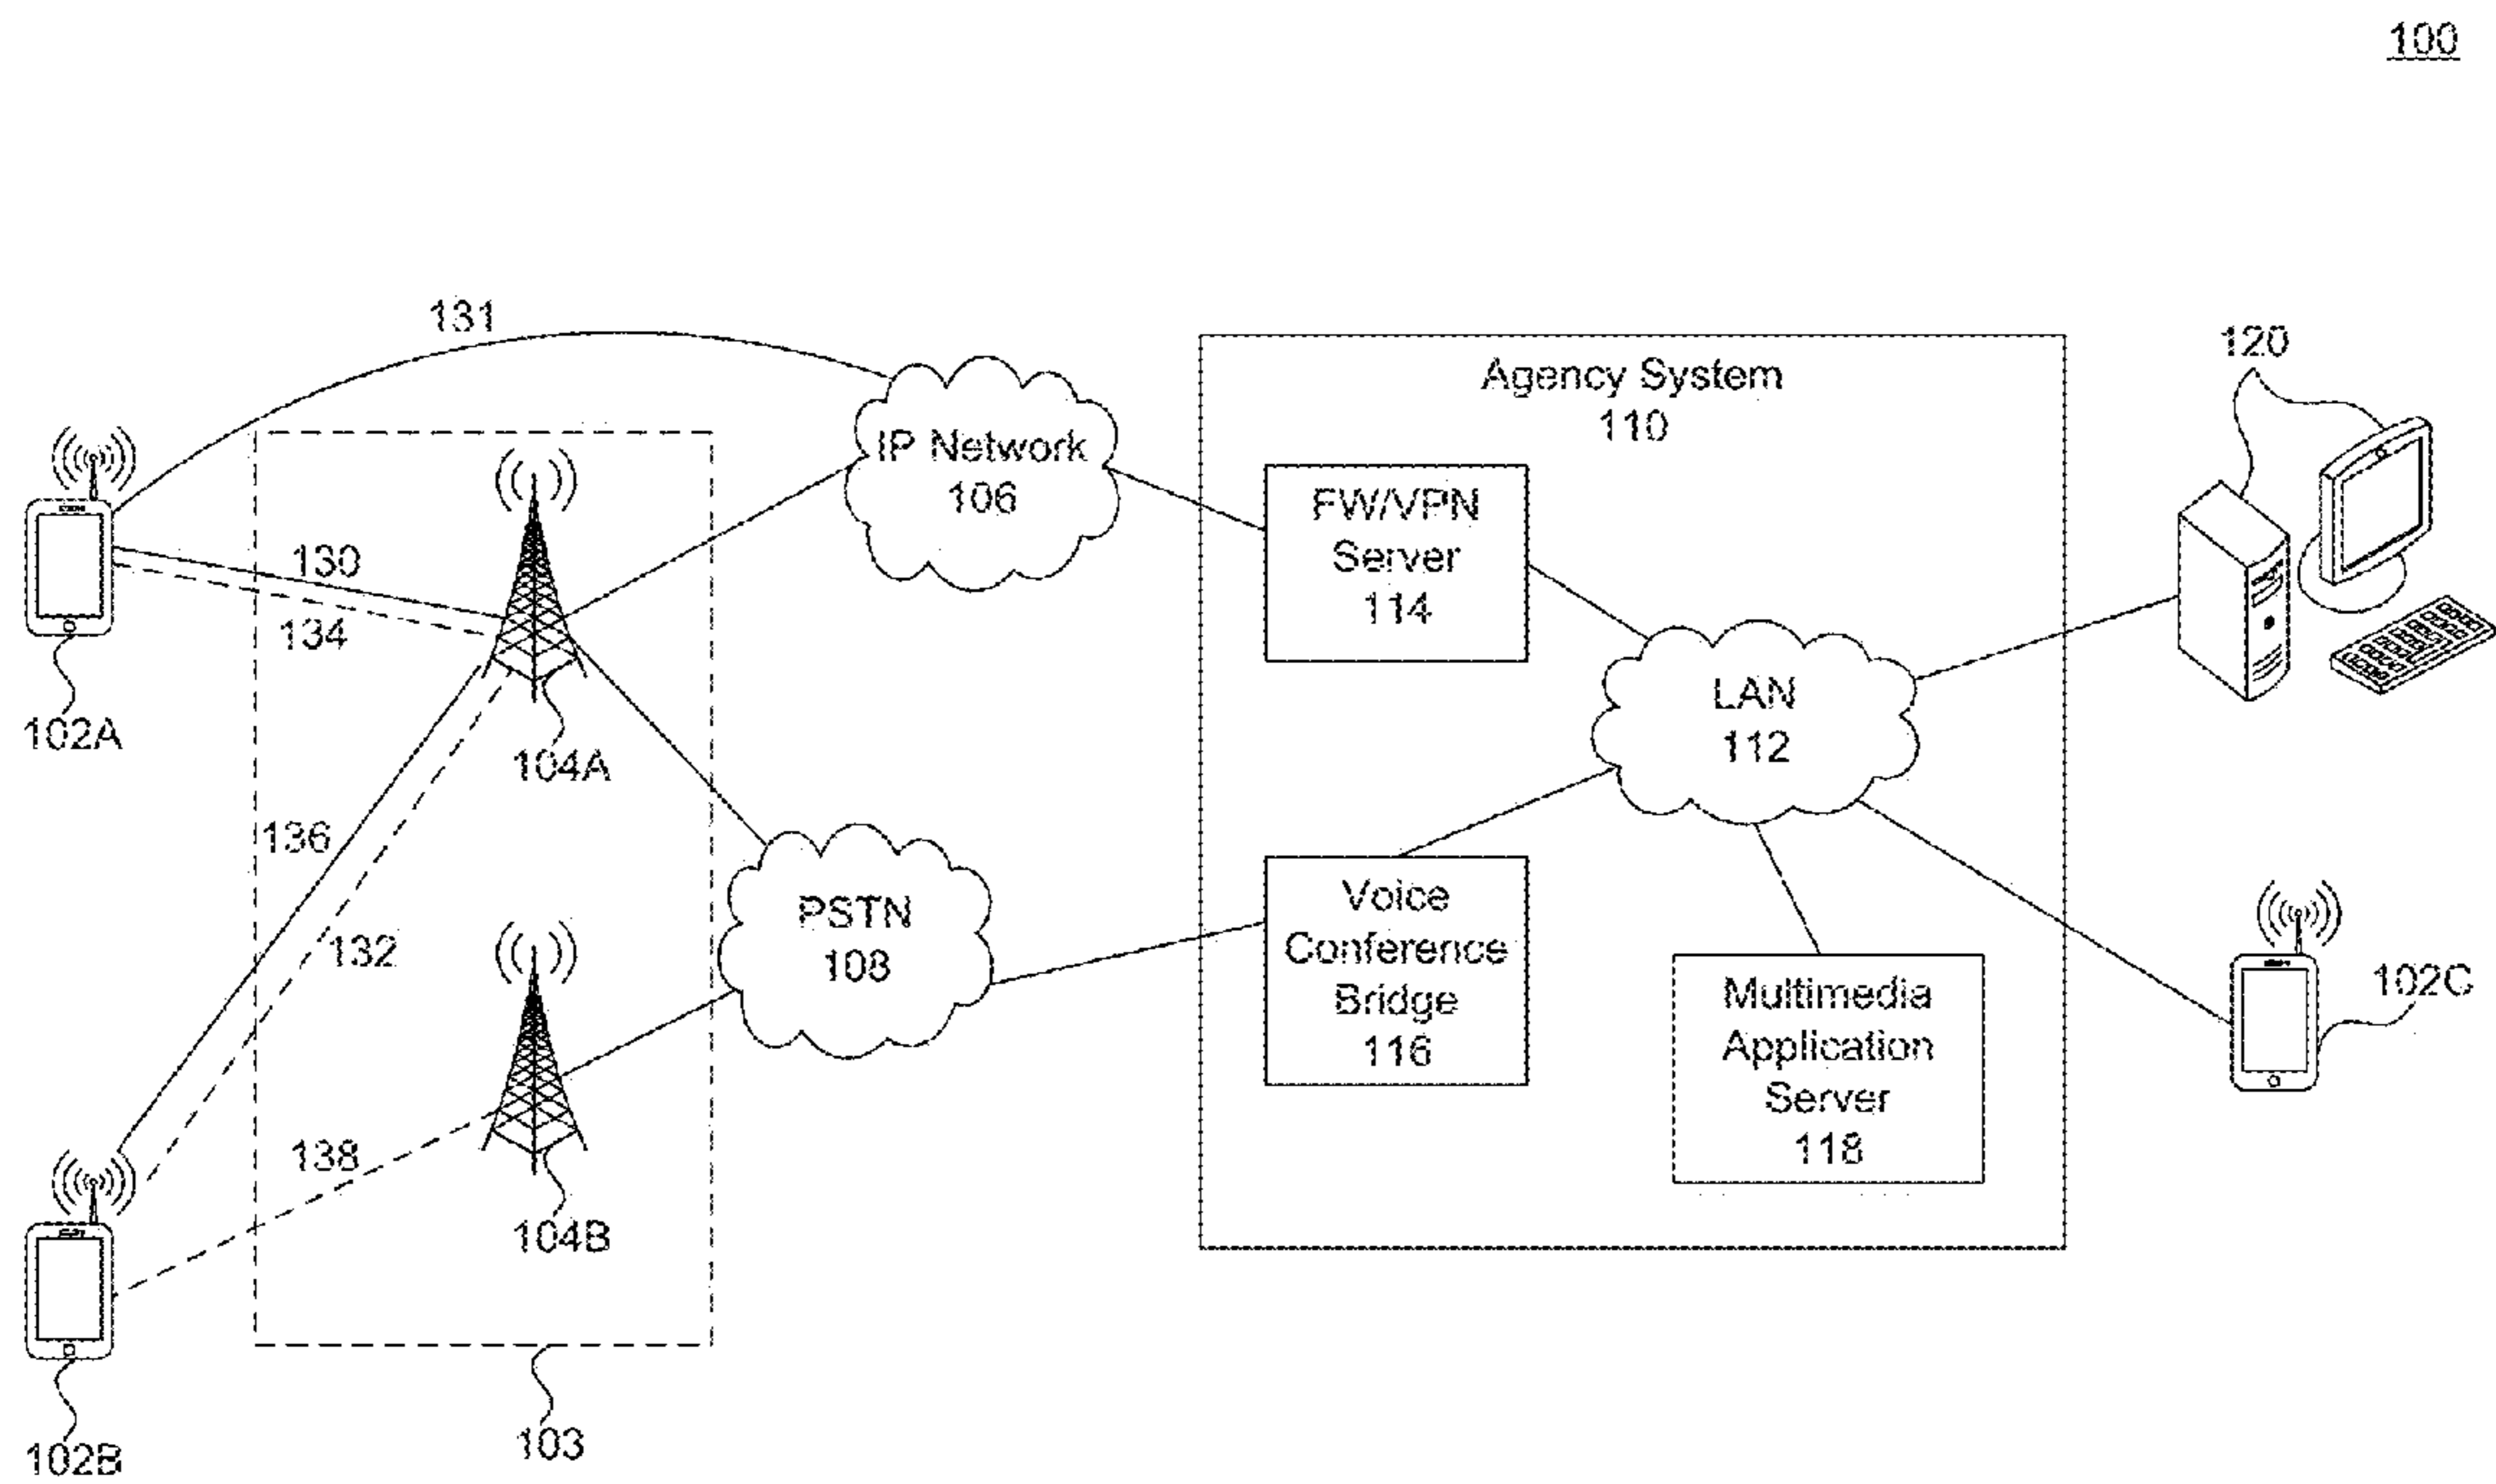 100
131
120
Agency System
110
IP Network
106
FW/VPN
Server
114
130
134
102A
104A
LAN
112
136
132
PSTN
108
Voice
Conference
Bridge
116
Multimedia
Application
Server
118
102C
138
104B
102B
103